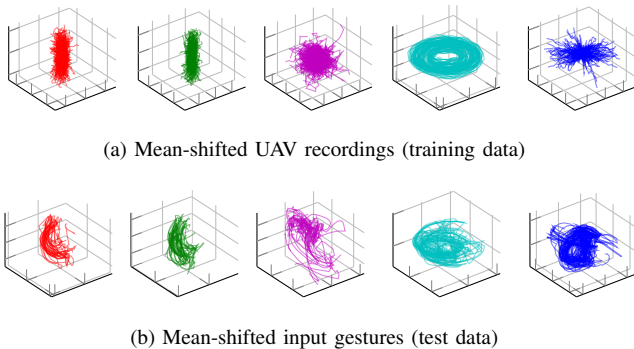 (a) Mean-shifted UAV recordings (training data)
(b) Mean-shifted input gestures (test data)